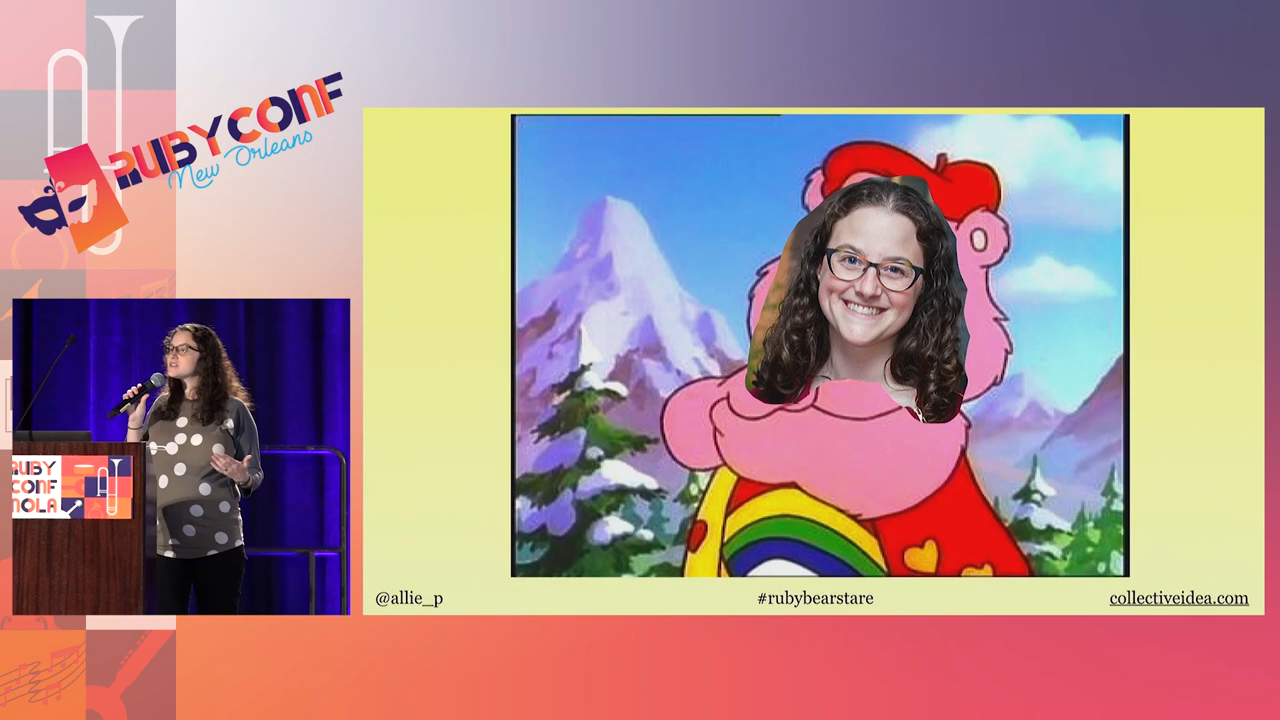 RUBYCONF
New Orleans
RUBY
CONF
NOLA
@allie_p
#rubybearstare
collectiveidea.com